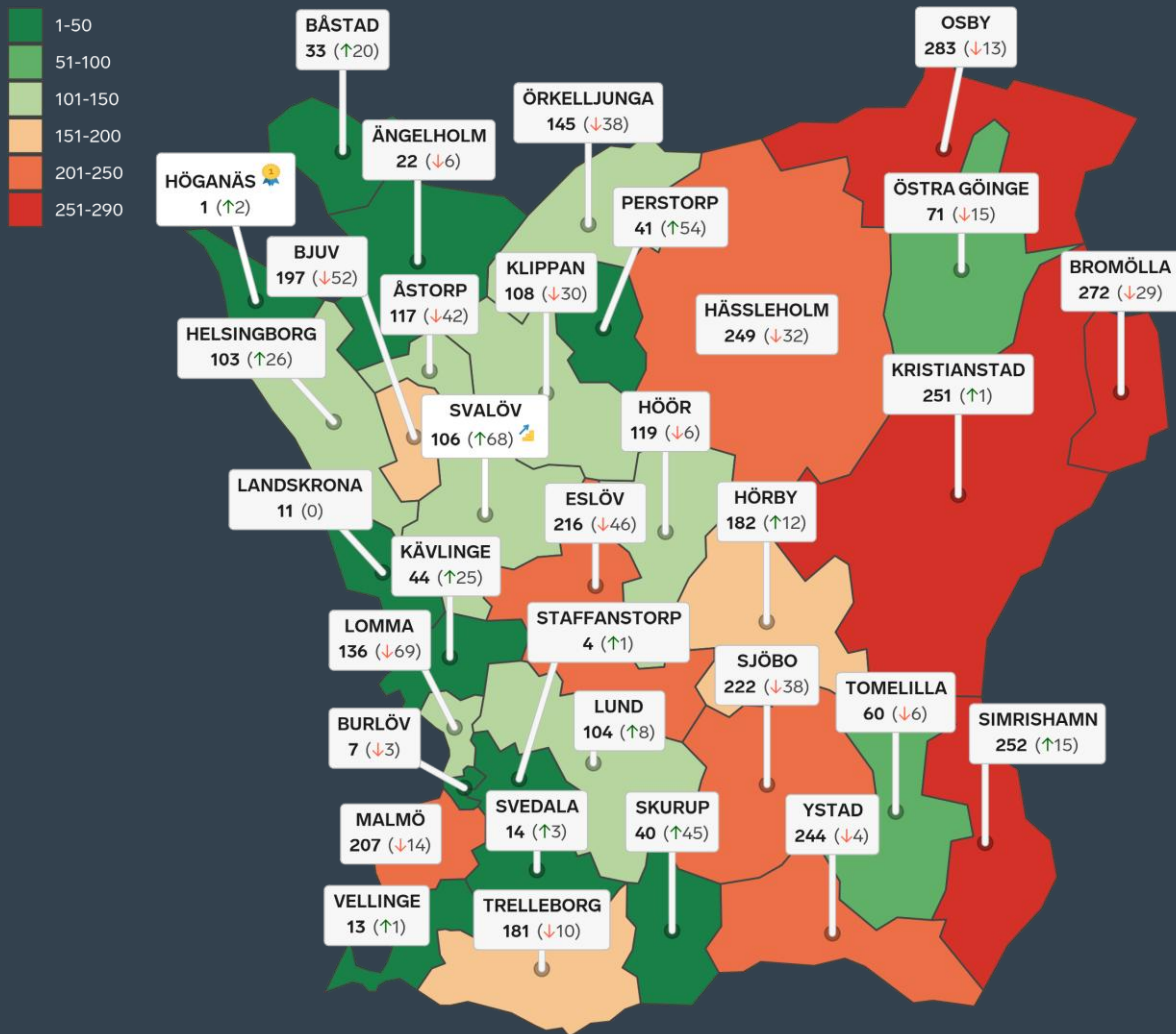 1-50
51-100
101-150
151-200
201-250
251-290
BÅSTAD
33 (↑20)
OSBY
283 (↓13)
ÖRKELLJUNGA
145 (↓38)
ÄNGELHOLM
22 (↓6)
HÖGANÄS
1 (↑2)
ÖSTRA GÖINGE
71 (↓15)
PERSTORP
41 (↑54)
BJUV
197 (↓52)
KLIPPAN
108 (↓30)
BROMÖLLA
272 (↓29)
ÅSTORP
117 (↓42)
HÄSSLEHOLM
249 (↓32)
HELSINGBORG
103 (↑26)
KRISTIANSTAD
251 (↑1)
SVALÖV
106 (↑68)
HÖÖR
119 (↓6)
LANDSKRONA
11 (0)
ESLÖV
216 (↓46)
HÖRBY
182 (↑12)
KÄVLINGE
44 (↑25)
STAFFANSTORP
4 (↑1)
LOMMA
136 (↓69)
SJÖBO
222 (↓38)
TOMELILLA
60 (↓6)
LUND
104 (↑8)
SIMRISHAMN
252 (↑15)
BURLÖV
7 (↓3)
MALMÖ
207 (↓14)
SVEDALA
14 (↑3)
SKURUP
40 (↑45)
YSTAD
244 (↓4)
VELLINGE
13 (↑1)
TRELLEBORG
181 (↓10)